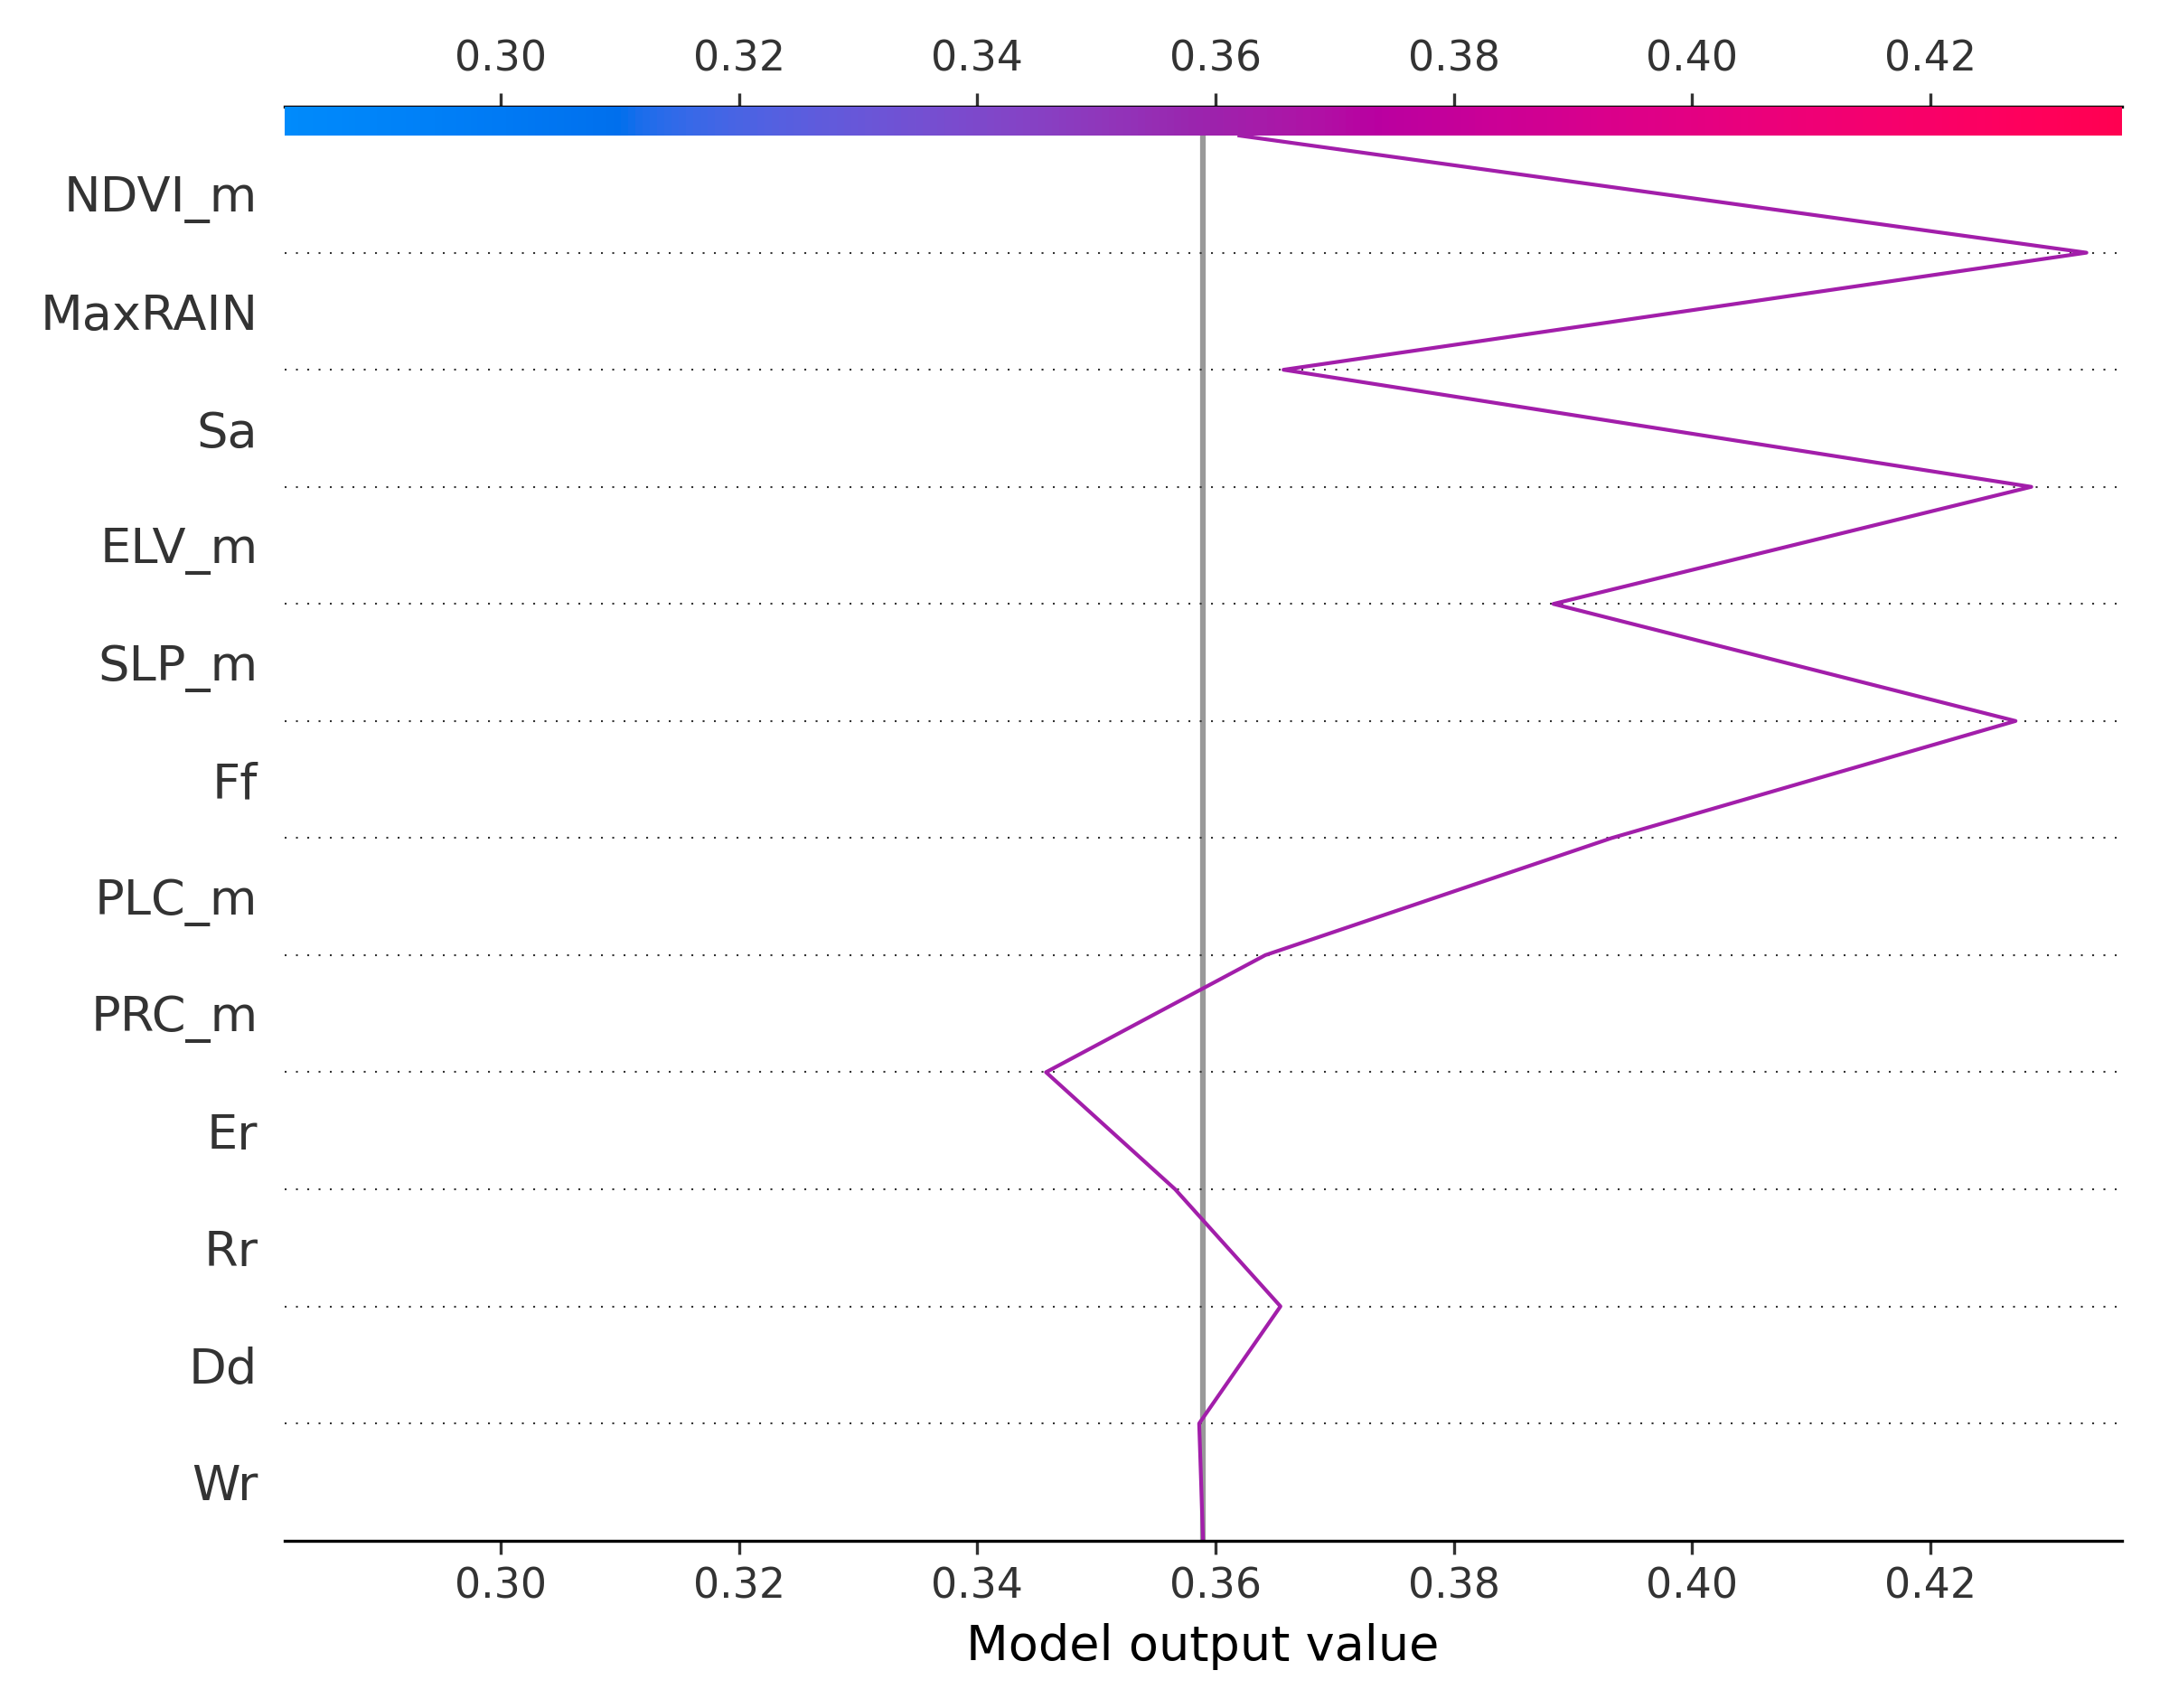 0.30 0.32 0.34 0.36 0.38 0.40 0.42
NDVI_m
MaxRAIN
Sa
ELV_m
SLP_m
Ff
PLC_m
PRC_m
Er
Rr
Dd
Wr
0.30 0.32 0.34 0.36 0.38 0.40 0.42
Model output value